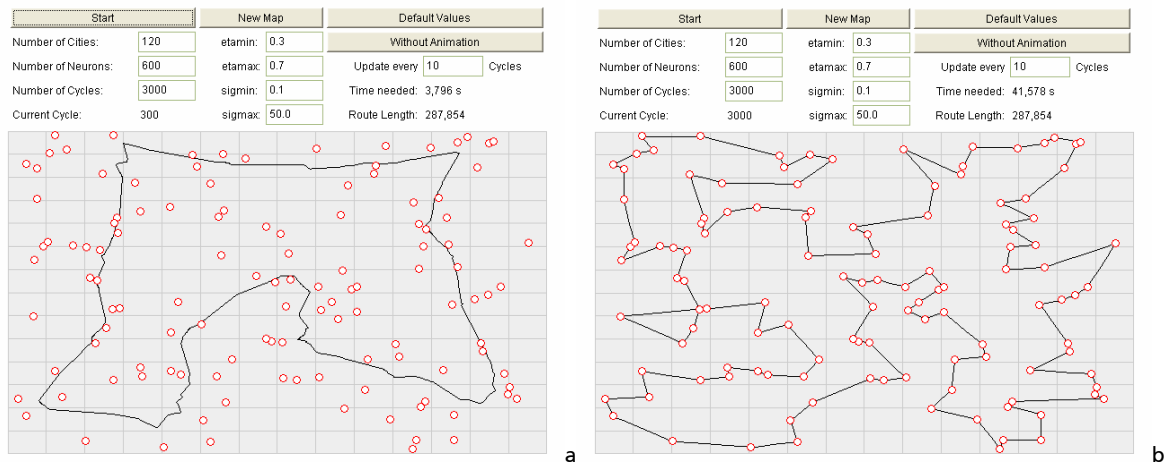 Start New Map Default Values
Number of Cities: 120 etamin: 0.3 Without Animation
Number of Neurons: 600 etamax: 0.7 Update every 10 Cycles
Number of Cycles: 3000 sigmin: 0.1 Time needed: 3,796 s
Current Cycle: 300 sigmax: 50.0 Route Length: 287,854
a
Start New Map Default Values
Number of Cities: 120 etamin: 0.3 Without Animation
Number of Neurons: 600 etamax: 0.7 Update every 10 Cycles
Number of Cycles: 3000 sigmin: 0.1 Time needed: 41,578 s
Current Cycle: 3000 sigmax: 50.0 Route Length: 287,854
b